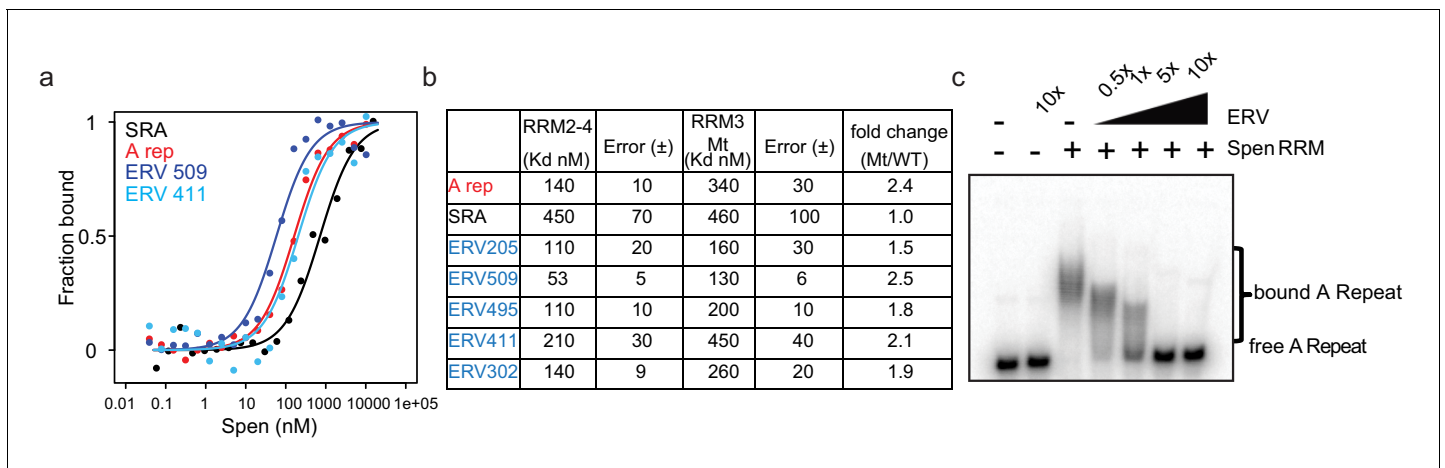 a
SRA
A rep
ERV 509
ERV 411
Fraction bound
1
0.5
0
0.01 0.1 1 10 100 1000 10000 1e+05
Spen (nM)
b
RRM2-4 (Kd nM) Error (±) RRM3 Mt (Kd nM) Error (±) fold change (Mt/WT)
A rep 140 10 340 30 2.4
SRA 450 70 460 100 1.0
ERV205 110 20 160 30 1.5
ERV509 53 5 130 6 2.5
ERV495 110 10 200 10 1.8
ERV411 210 30 450 40 2.1
ERV302 140 9 260 20 1.9
c
- 10x - 0.5x 1x 5x 10x ERV
- - + + + + + Spen RRM
bound A Repeat
free A Repeat